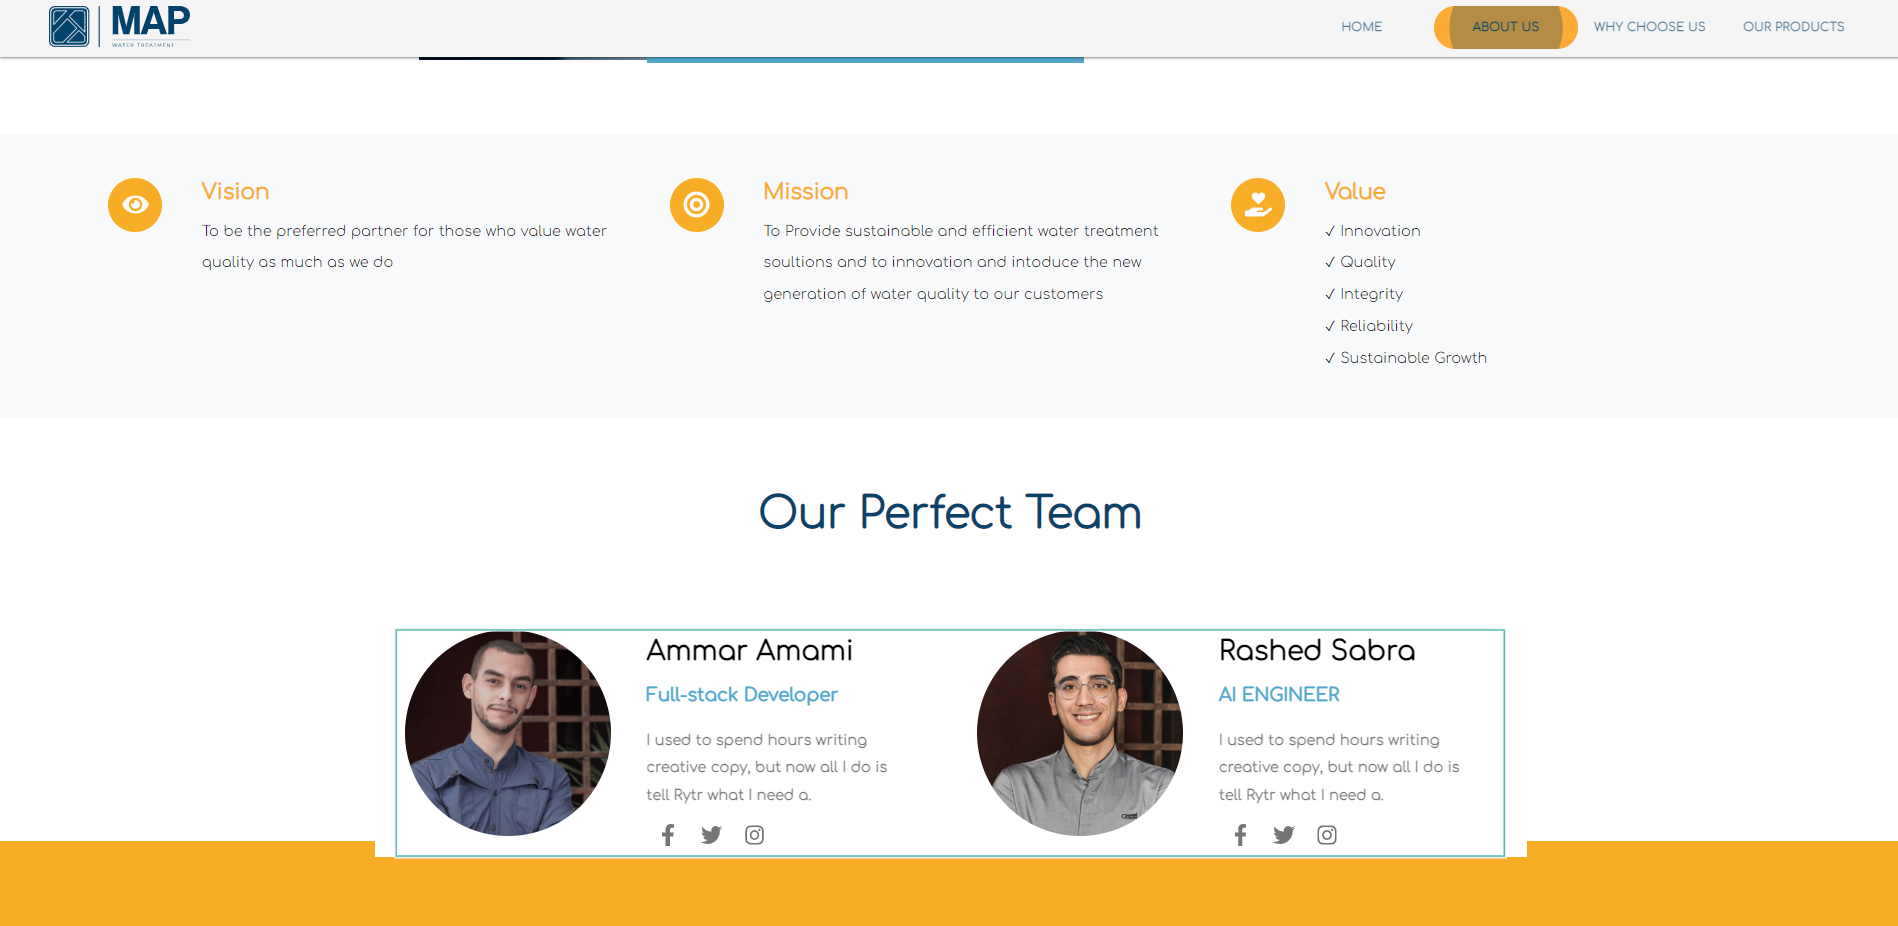 MAP
WATER TREATMENT
HOME
ABOUT US
WHY CHOOSE US
OUR PRODUCTS
Vision
To be the preferred partner for those who value water
quality as much as we do
Mission
To Provide sustainable and efficient water treatment
soultions and to innovation and intoduce the new
generation of water quality to our customers
Value
✓ Innovation
✓ Quality
✓ Integrity
✓ Reliability
✓ Sustainable Growth
Our Perfect Team
Ammar Amami
Full-stack Developer
I used to spend hours writing
creative copy, but now all I do is
tell Rytr what I need a.
Rashed Sabra
AI ENGINEER
I used to spend hours writing
creative copy, but now all I do is
tell Rytr what I need a.